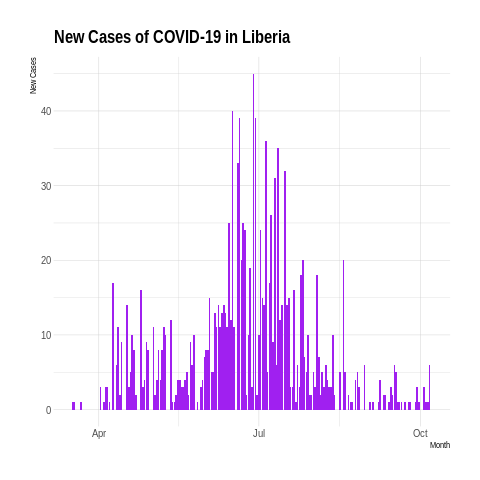 New Cases of COVID-19 in Liberia
New Cases
40
30
20
10
0
Apr
Jul
Oct
Month